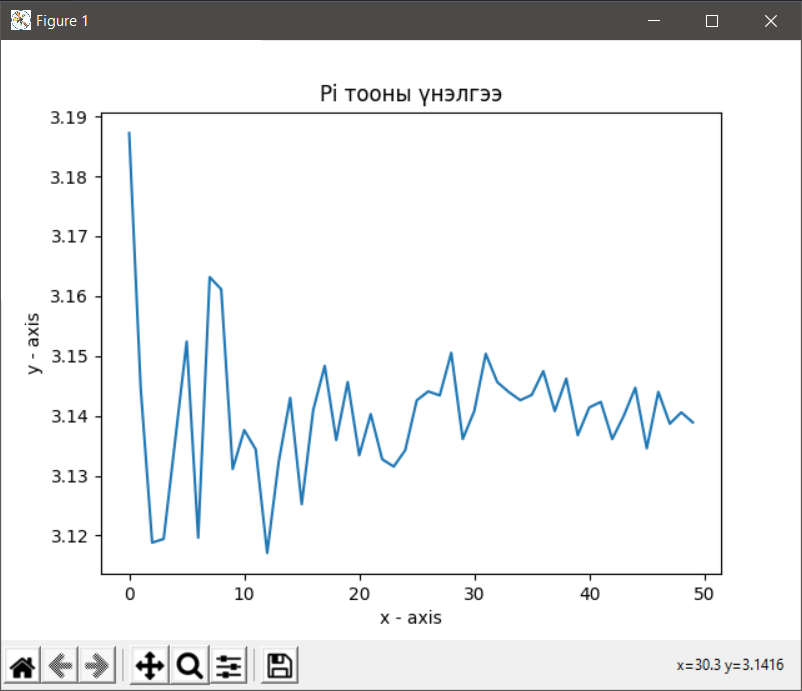 Figure 1
Pi тооны үнэлгээ
3.19
3.18
3.17
3.16
3.15
3.14
3.13
3.12
y - axis
0 10 20 30 40 50
x - axis
x=30.3 y=3.1416